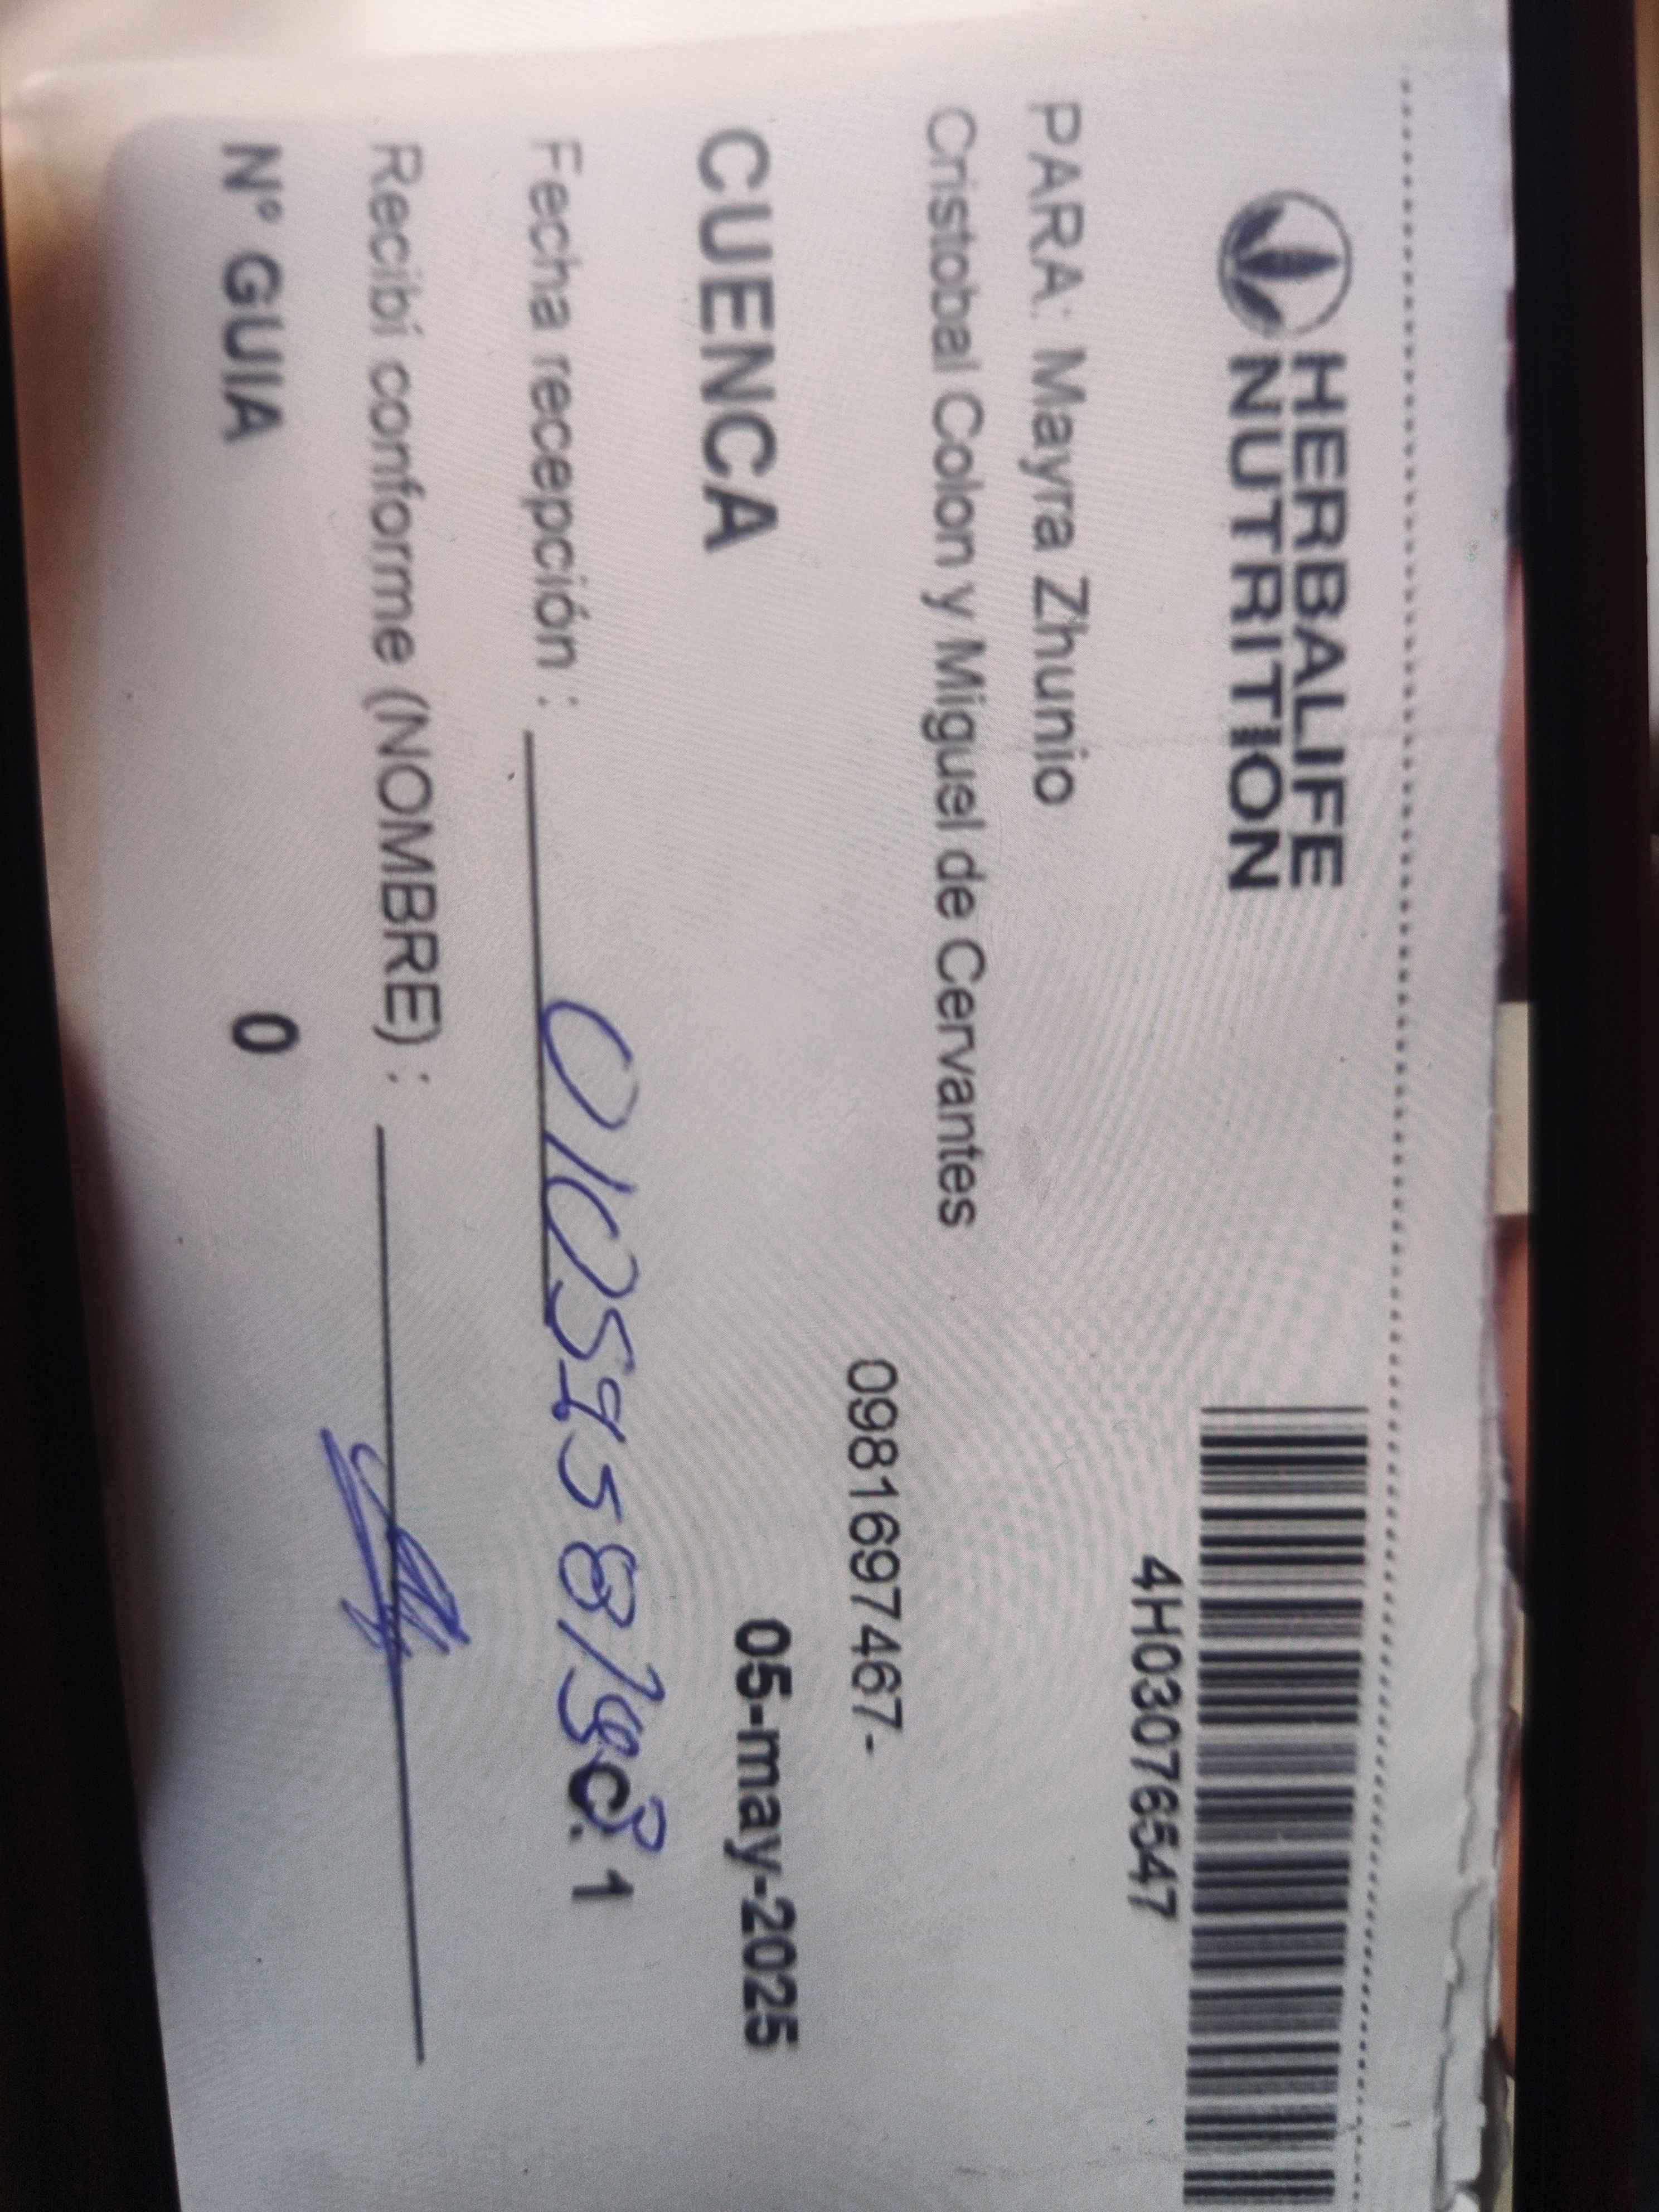 HERBALIFE
NUTRITION
4H03076547
PARA: Mayra Zhunio
Cristobal Colon y Miguel de Cervantes
0981697467-
CUENCA
05-may-2025
Fecha recepción :
C. 1
Recibí conforme (NOMBRE) :
N° GUIA 0